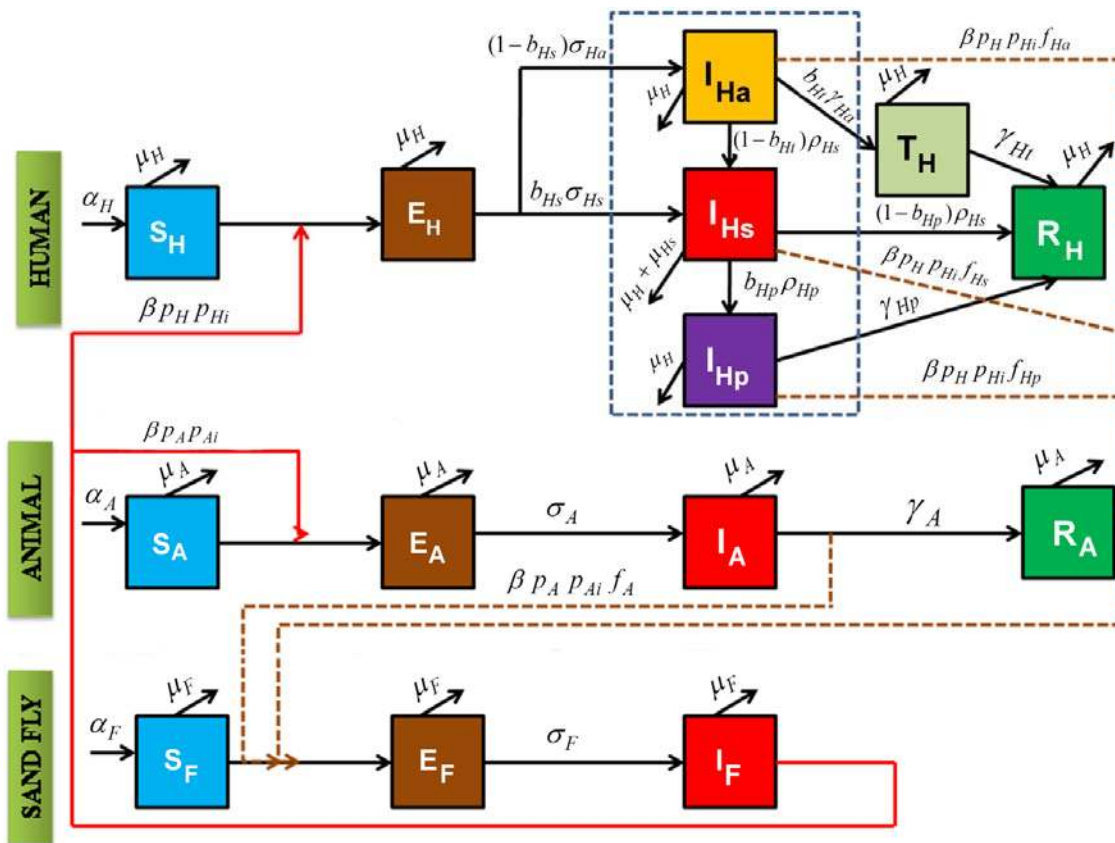 HUMAN
α_H
μ_H
S_H
β p_H p_Hi
μ_H
E_H
(1 − b_Hs)σ_Ha
b_Hs σ_Hs
μ_H
I_Ha
b_Ht γ_Ha
(1 − b_Ht)ρ_Hs
μ_H + μ_Hs
I_Hs
b_Hp ρ_Hp
μ_H
I_Hp
β p_H p_Hi f_Ha
μ_H
T_H
γ_Ht
μ_H
(1 − b_Hp)ρ_Hs
R_H
β p_H p_Hi f_Hs
γ_Hp
β p_H p_Hi f_Hp
ANIMAL
β p_A p_Ai
α_A
μ_A
S_A
μ_A
E_A
σ_A
μ_A
I_A
γ_A
μ_A
R_A
β p_A p_Ai f_A
SAND FLY
α_F
μ_F
S_F
μ_F
E_F
σ_F
μ_F
I_F